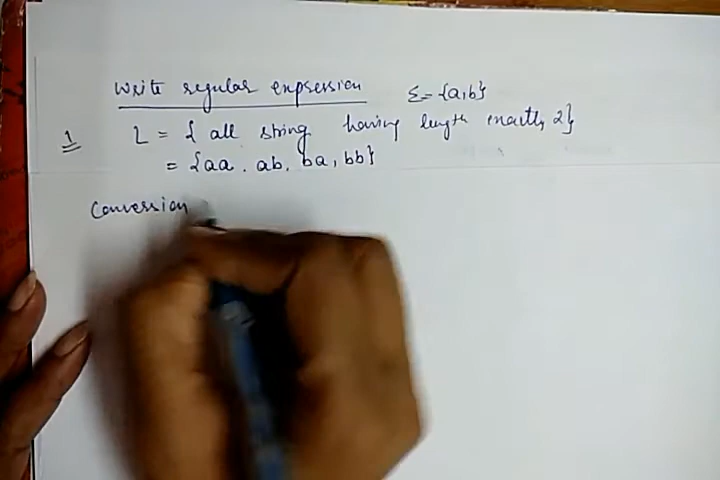 write regular expression Σ = {a,b}
1 L = { all string having length exactly 2}
= {aa, ab, ba, bb}
Conversion